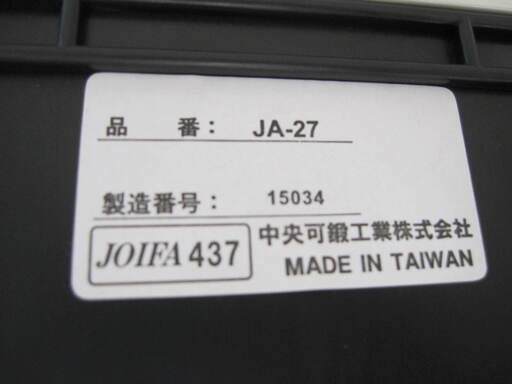 品 番： JA-27
製造番号： 15034
JOIFA 437
中央可鍛工業株式会社
MADE IN TAIWAN